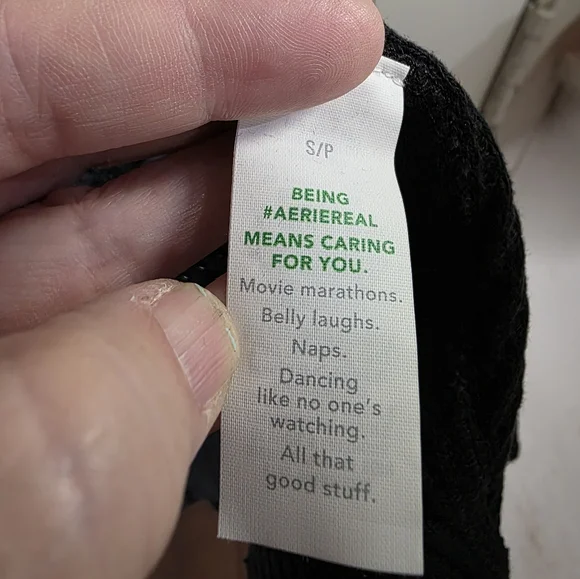 S/P
BEING
#AERIEREAL
MEANS CARING
FOR YOU.
Movie marathons.
Belly laughs.
Naps.
Dancing
like no one's
watching.
All that
good stuff.